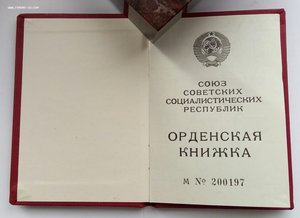 СОЮЗ
СОВЕТСКИХ
СОЦИАЛИСТИЧЕСКИХ
РЕСПУБЛИК
ОРДЕНСКАЯ
КНИЖКА
М № 200197